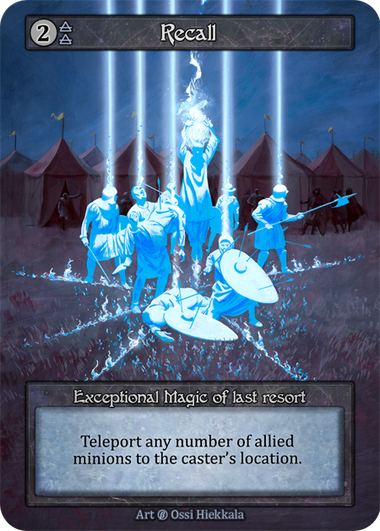 2 Recall
Exceptional Magic of last resort
Teleport any number of allied
minions to the caster's location.
Art @ Ossi Hiekkala